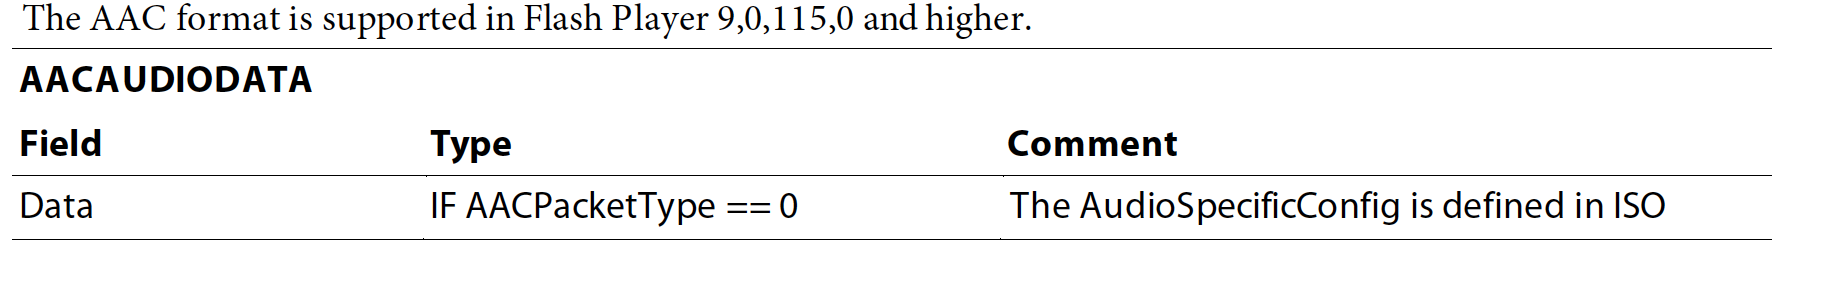 The AAC format is supported in Flash Player 9,0,115,0 and higher.
AACAUDIODATA
Field Type Comment
Data IF AACPacketType == 0 The AudioSpecificConfig is defined in ISO